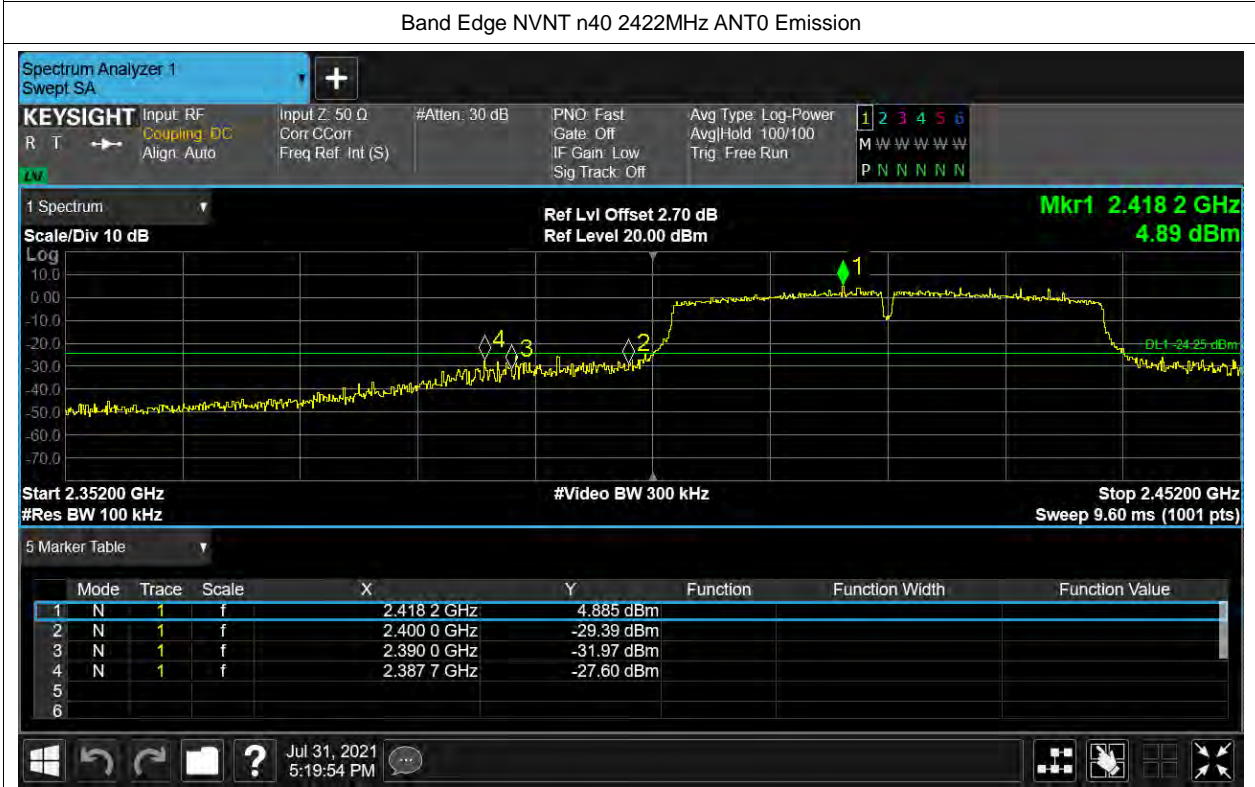 Band Edge NVNT n40 2422MHz ANT0 Emission
Spectrum Analyzer 1
Swept SA
KEYSIGHT
R T
Input: RF
Coupling: DC
Align: Auto
Input Z: 50 Ω
Corr CCorr
Freq Ref: Int (S)
#Atten: 30 dB
PNO: Fast
Gate: Off
IF Gain: Low
Sig Track: Off
Avg Type: Log-Power
Avg|Hold: 100/100
Trig: Free Run
1 2 3 4 5 6
M W W W W W
P N N N N N
1 Spectrum
Scale/Div 10 dB
Ref Lvl Offset 2.70 dB
Ref Level 20.00 dBm
Mkr1 2.418 2 GHz
4.89 dBm
Log
10.0
0.00
-10.0
-20.0
-30.0
-40.0
-50.0
-60.0
-70.0
1
4
3
2
DL1 -24.25 dBm
Start 2.35200 GHz
#Video BW 300 kHz
Stop 2.45200 GHz
#Res BW 100 kHz
Sweep 9.60 ms (1001 pts)
5 Marker Table
Mode Trace Scale X Y Function Function Width Function Value
1 N 1 f 2.418 2 GHz 4.885 dBm
2 N 1 f 2.400 0 GHz -29.39 dBm
3 N 1 f 2.390 0 GHz -31.97 dBm
4 N 1 f 2.387 7 GHz -27.60 dBm
5
6
?
Jul 31, 2021
5:19:54 PM